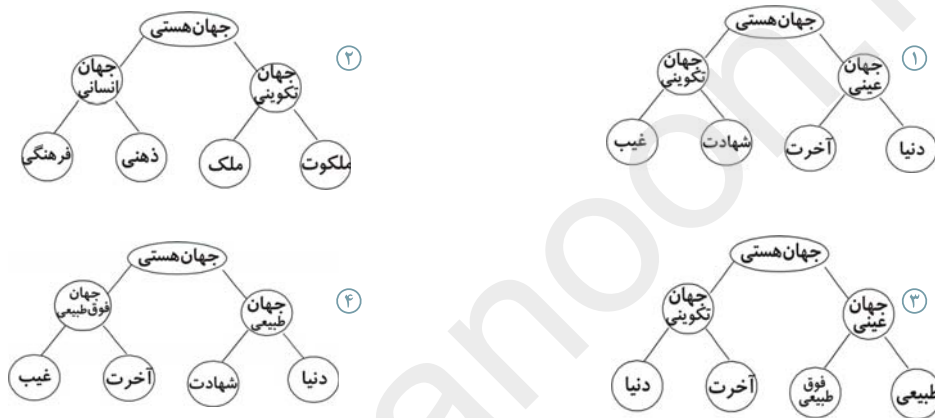 ۱
جهان هستی
جهان عینی
جهان تکوینی
دنیا
آخرت
شهادت
غیب
۲
جهان هستی
جهان تکوینی
جهان انسانی
ملکوت
ملک
ذهنی
فرهنگی
۳
جهان هستی
جهان عینی
جهان تکوینی
طبیعی
فوق طبیعی
آخرت
دنیا
۴
جهان هستی
جهان طبیعی
جهان فوق طبیعی
دنیا
شهادت
آخرت
غیب